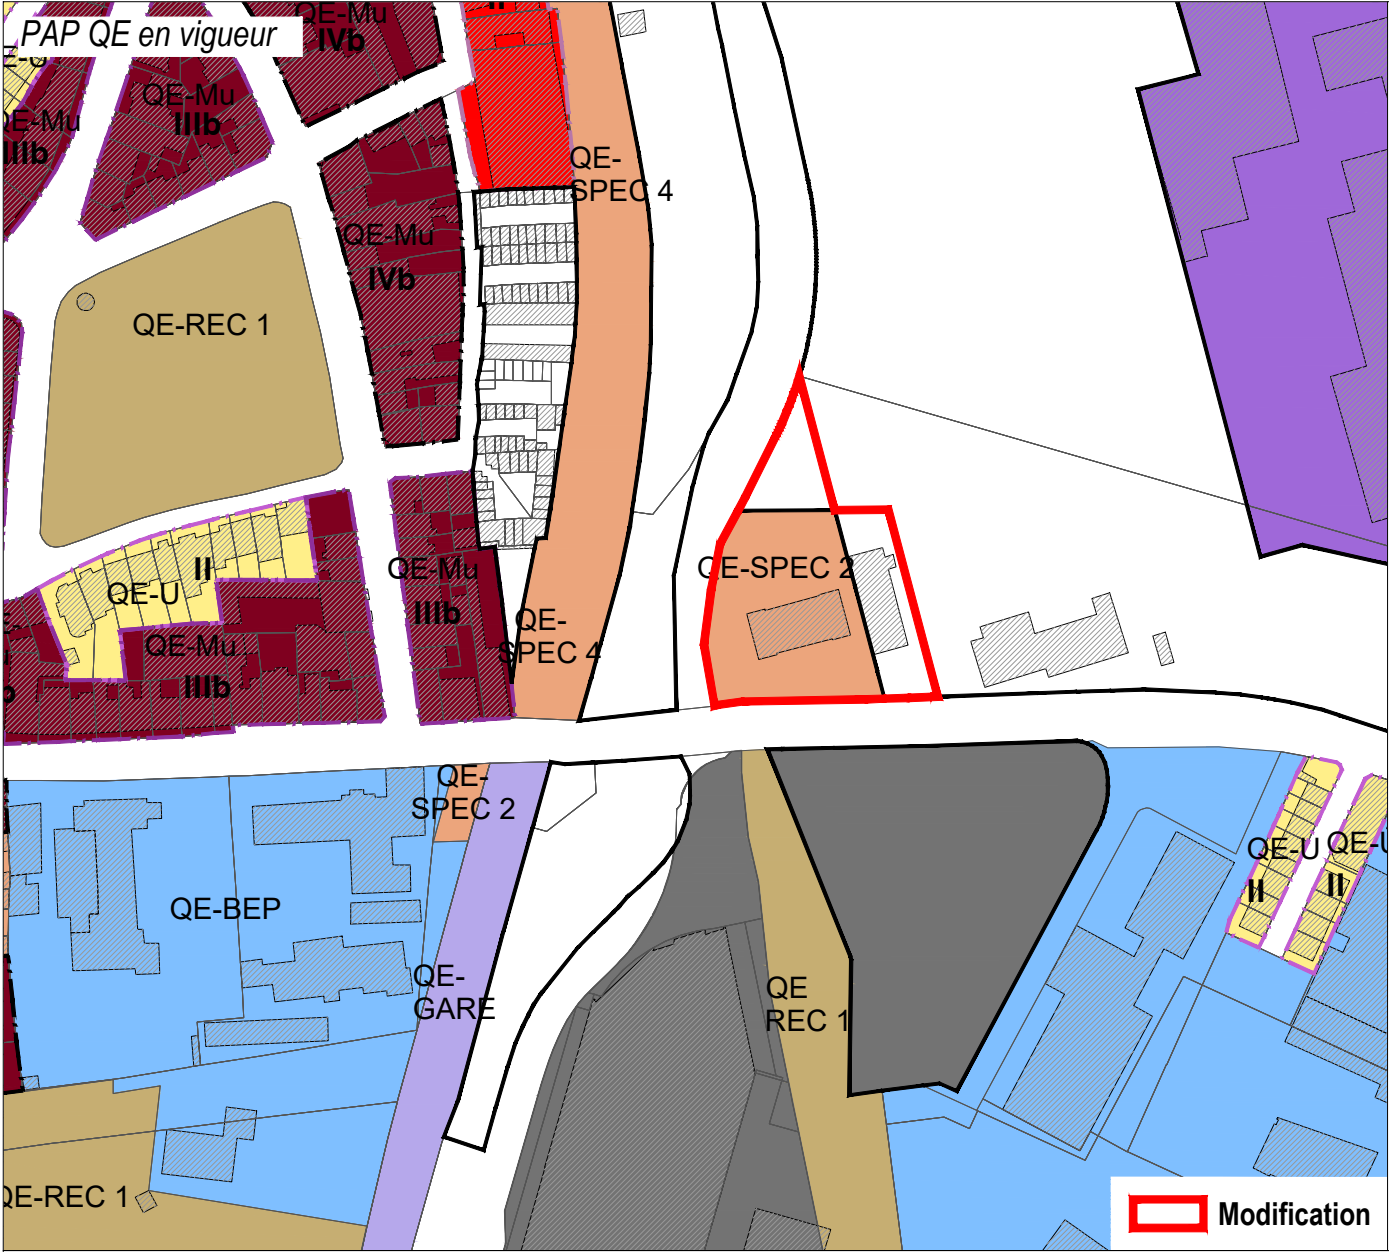 PAP QE en vigueur
QE-Mu
IVb
II
QE-U
QE-Mu
IIIb
QE-Mu
IIIb
QE-
SPEC 4
QE-Mu
IVb
QE-REC 1
QE-Mu
IIIb
QE-SPEC 2
II
QE-U
QE-
SPEC 4
QE-Mu
IIIb
QE-
SPEC 2
QE-U
II
QE-U
II
QE-BEP
QE-
GARE
QE
REC 1
QE-REC 1
Modification